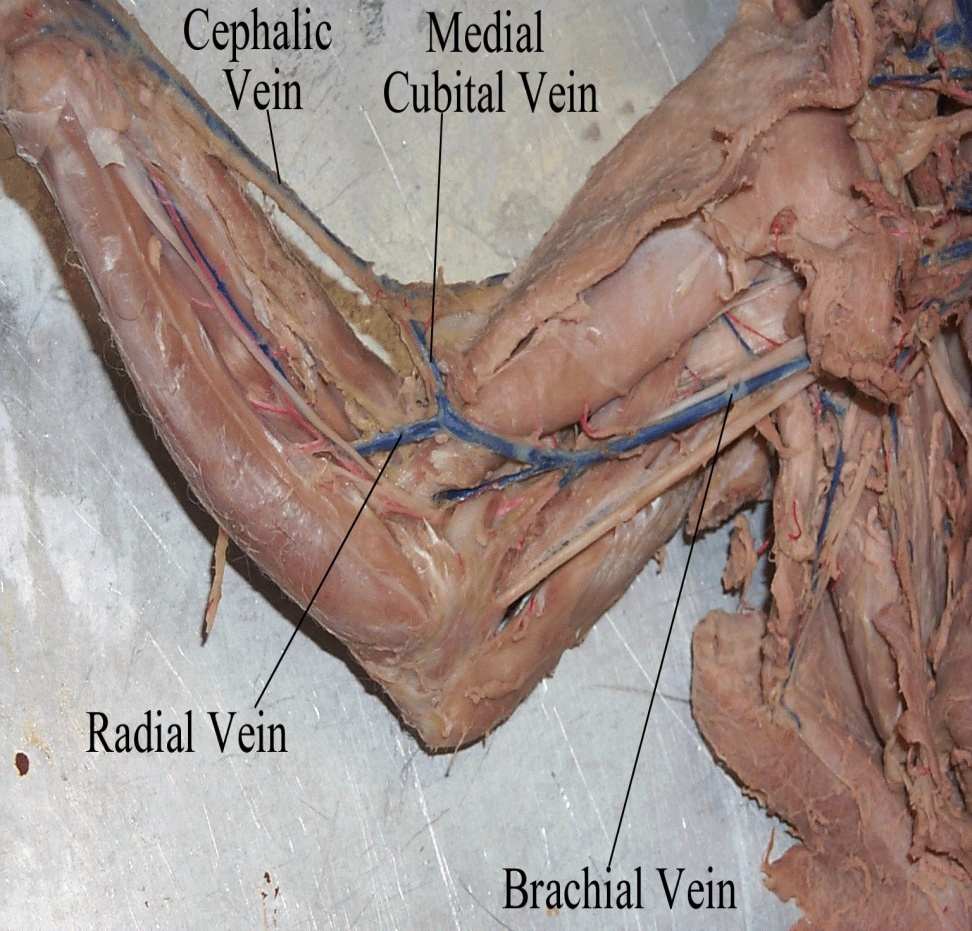 Cephalic
Vein
Medial
Cubital Vein
Radial Vein
Brachial Vein